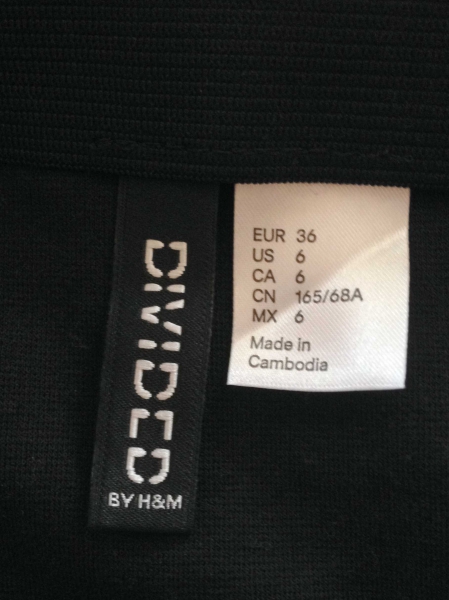 DIVIDED
BY H&M
EUR 36
US 6
CA 6
CN 165/68A
MX 6
Made in
Cambodia